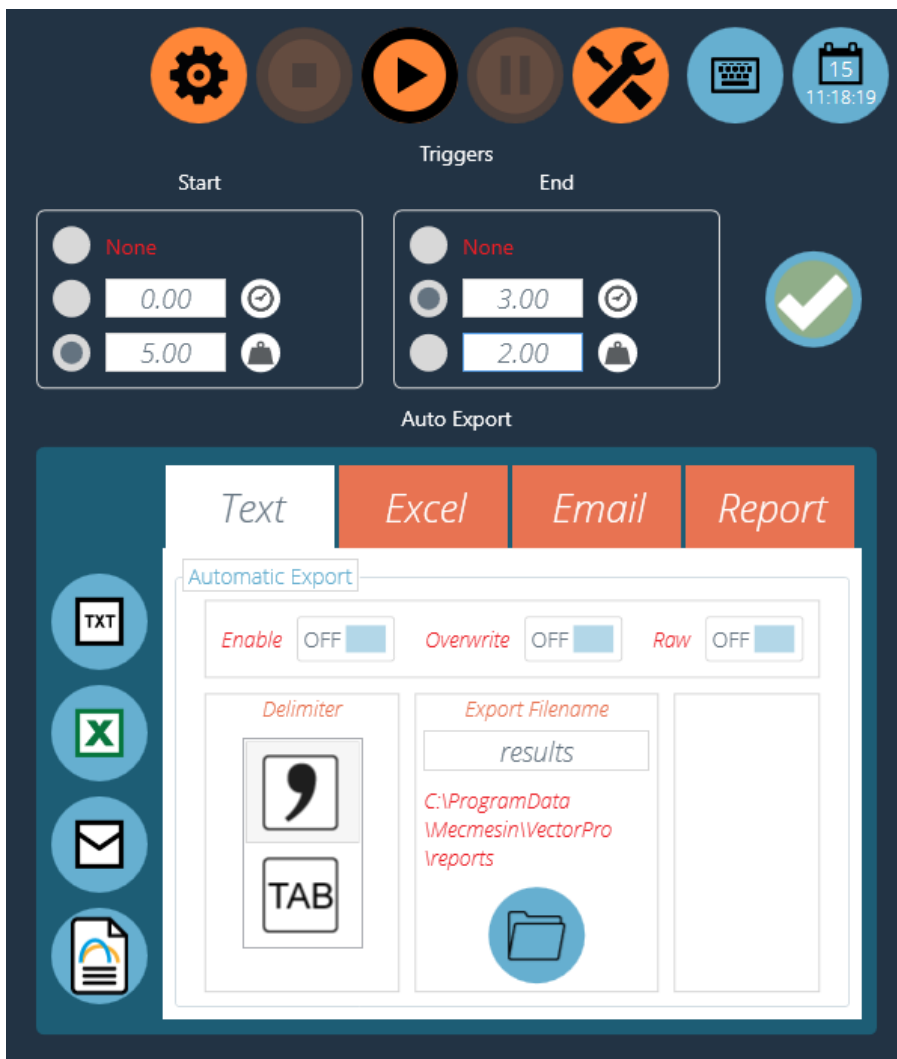 15
11:18:19
Triggers
Start
End
None
0.00
5.00
None
3.00
2.00
Auto Export
Text
Excel
Email
Report
Automatic Export
Enable OFF
Overwrite OFF
Raw OFF
Delimiter
,
TAB
Export Filename
results
C:\ProgramData
\Mecmesin\VectorPro
\reports
TXT
X